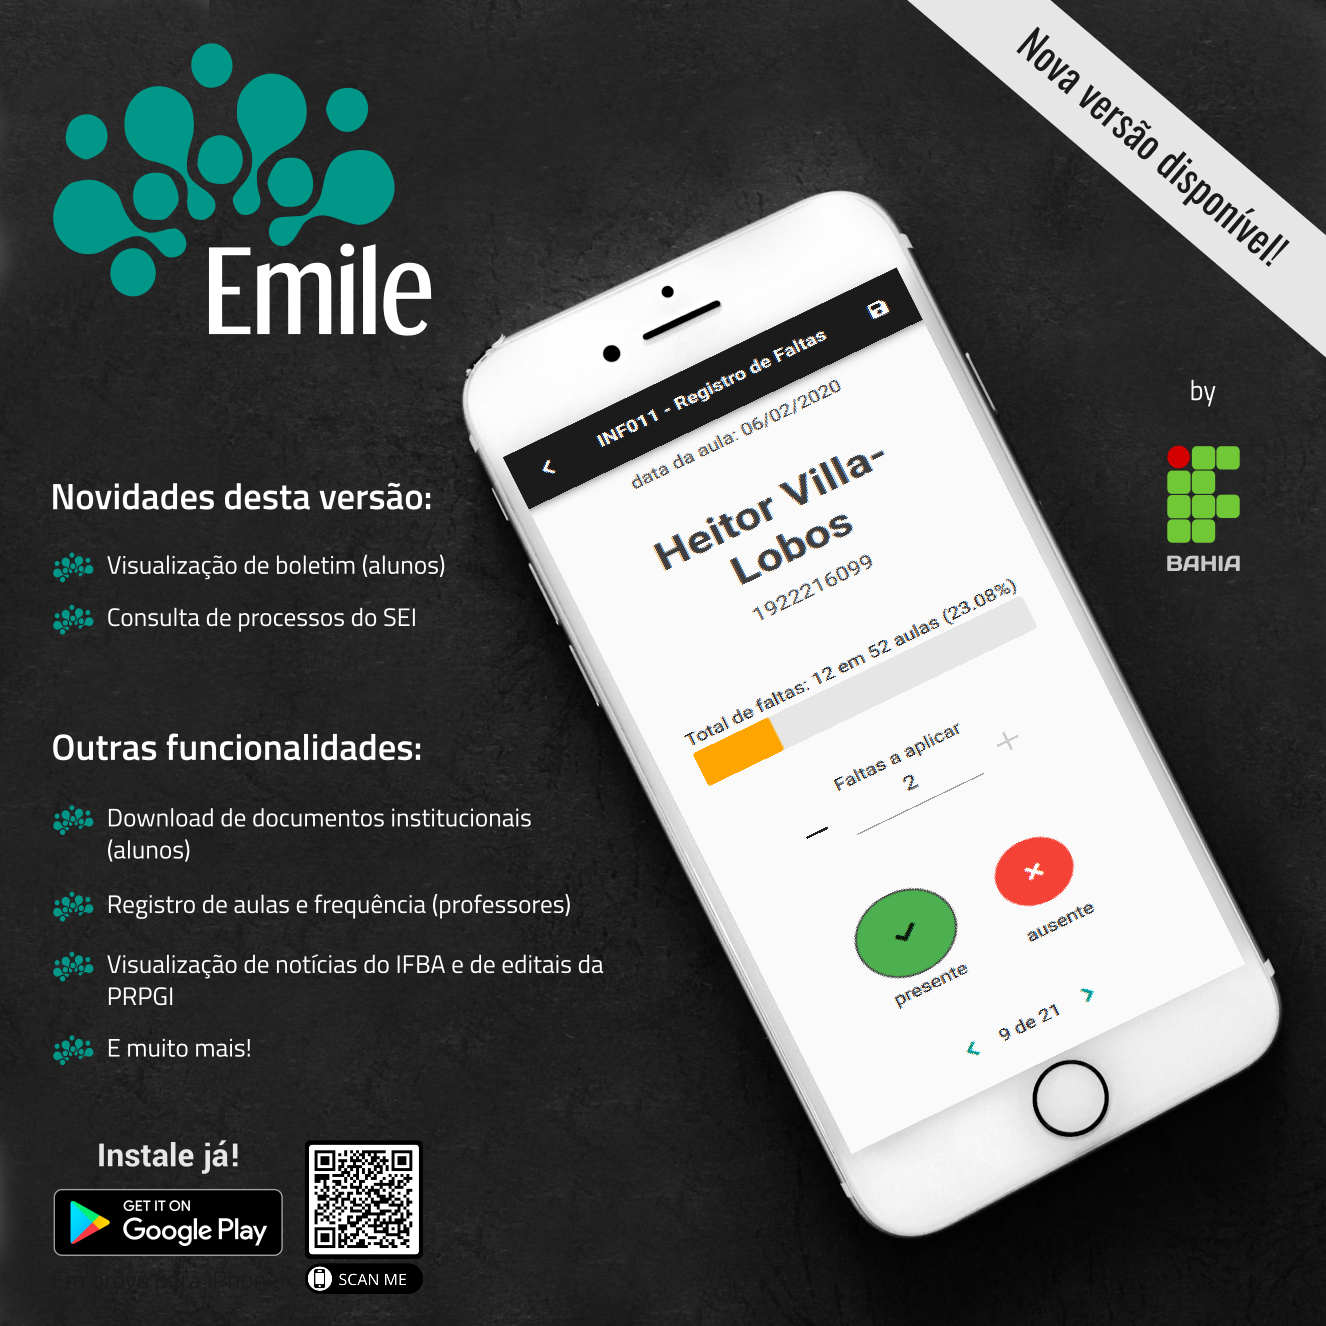 Nova versão disponível!
Emile
by
BAHIA
Novidades desta versão:
Visualização de boletim (alunos)
Consulta de processos do SEI
Outras funcionalidades:
Download de documentos institucionais
(alunos)
Registro de aulas e frequência (professores)
Visualização de notícias do IFBA e de editais da
PRPGI
E muito mais!
Instale já!
GET IT ON
Google Play
SCAN ME
INF011 - Registro de Faltas
data da aula: 06/02/2020
Heitor Villa-
Lobos
1922216099
Total de faltas: 12 em 52 aulas (23.08%)
Faltas a aplicar
2
presente
ausente
9 de 21